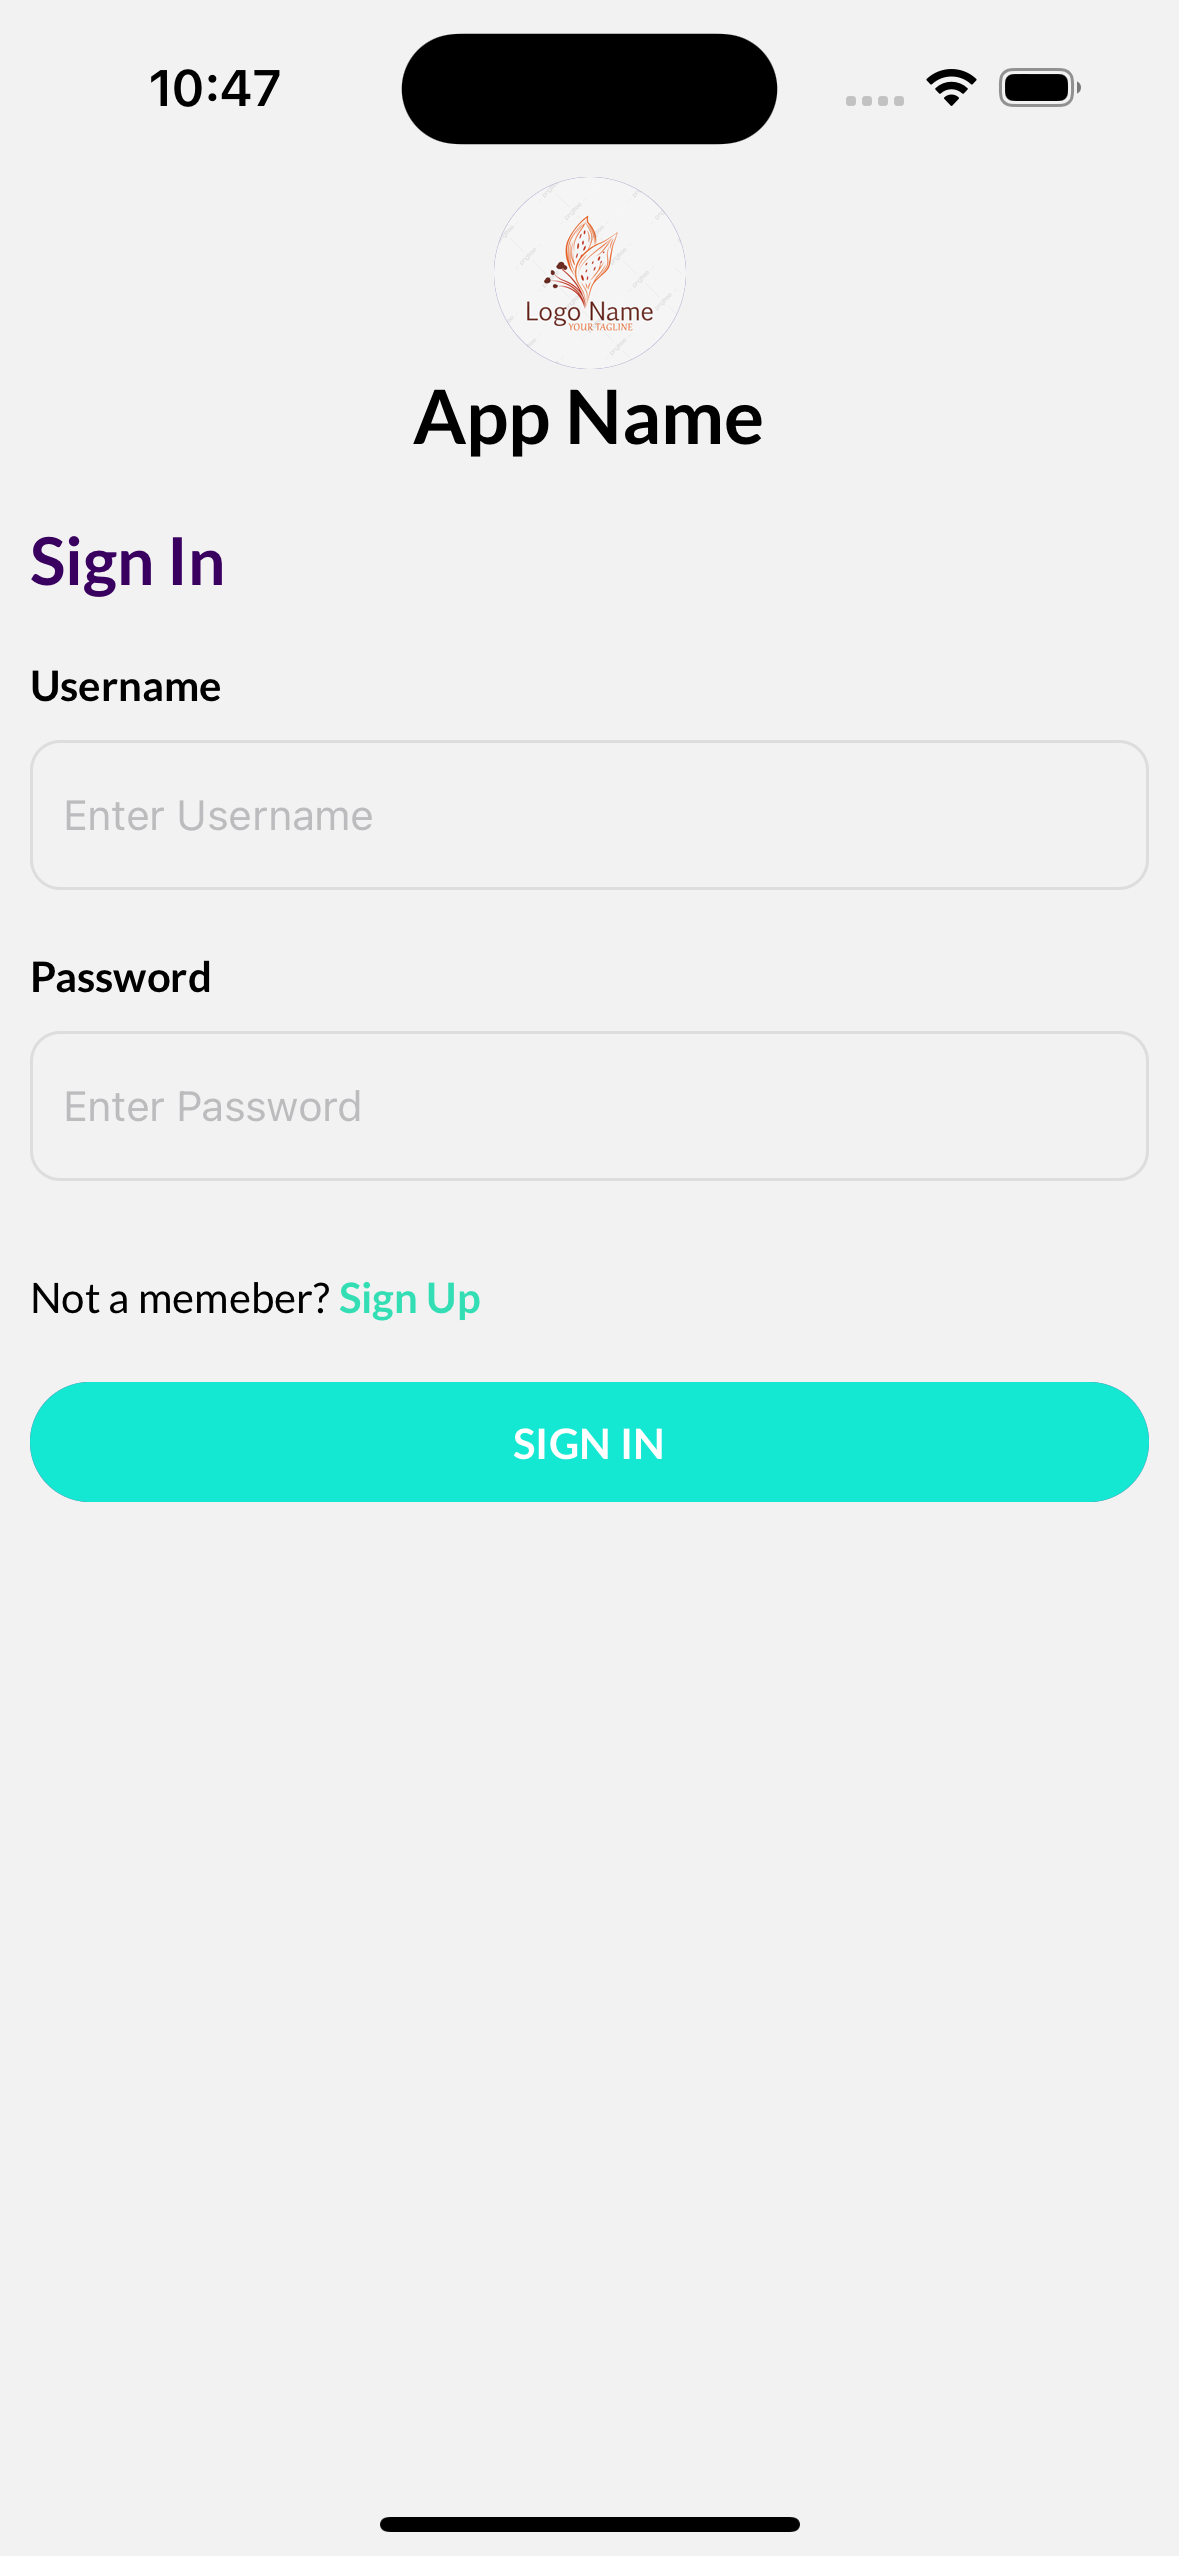 10:47
Logo Name
YOUR TAGLINE
App Name
Sign In
Username
Enter Username
Password
Enter Password
Not a memeber? Sign Up
SIGN IN